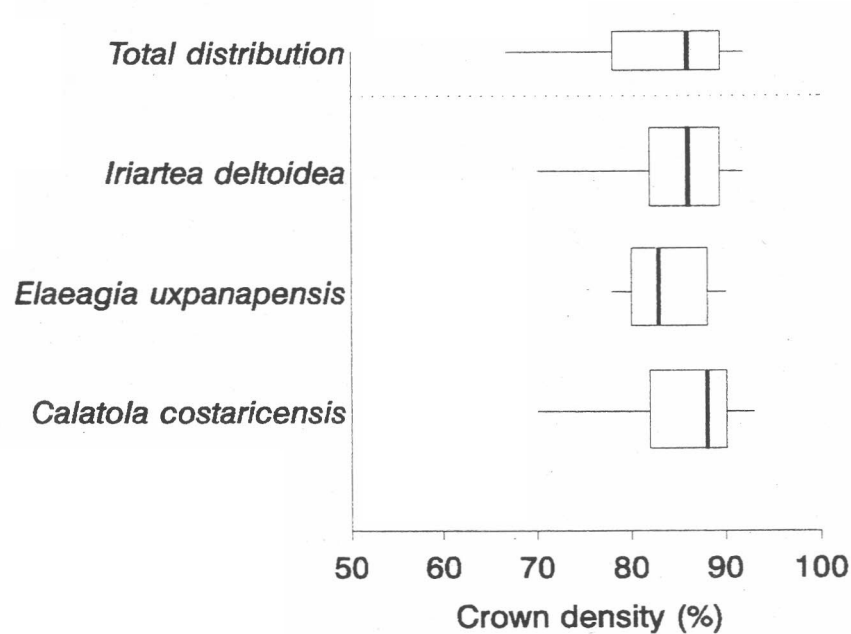 Total distribution
Iriartea deltoidea
Elaeagia uxpanapensis
Calatola costaricensis
50 60 70 80 90 100
Crown density (%)